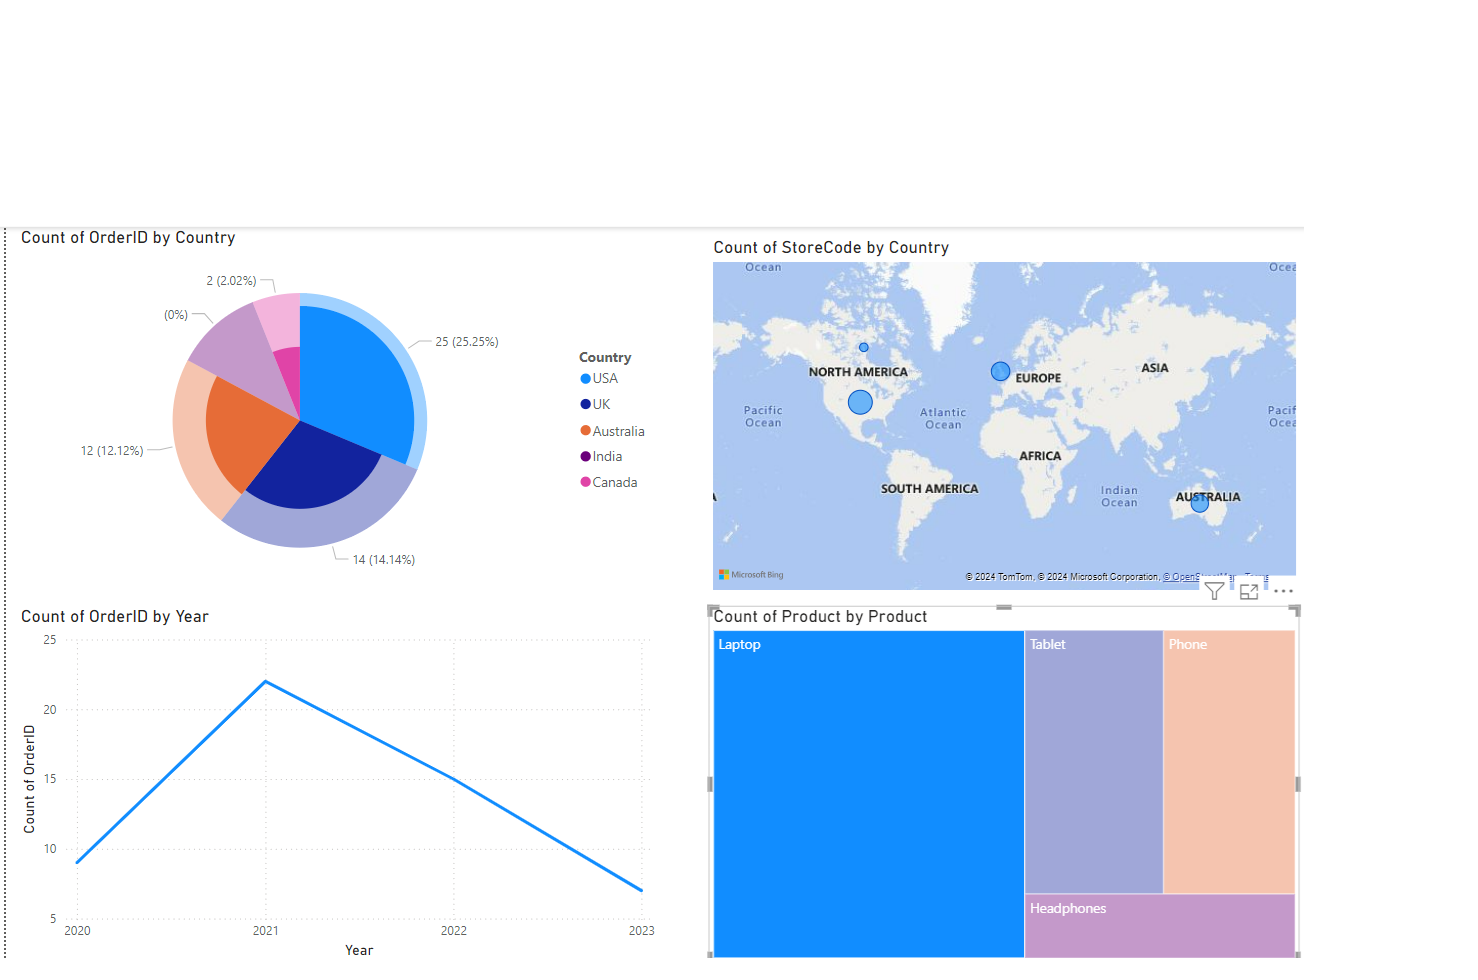 Count of OrderID by Country
2 (2.02%)
(0%)
25 (25.25%)
12 (12.12%)
14 (14.14%)
Country
USA
UK
Australia
India
Canada
Count of StoreCode by Country
Ocean
NORTH AMERICA
EUROPE
ASIA
Pacific
Ocean
Atlantic
Ocean
AFRICA
SOUTH AMERICA
Indian
Ocean
AUSTRALIA
Microsoft Bing
© 2024 TomTom, © 2024 Microsoft Corporation,
Count of OrderID by Year
25
20
15
10
5
Count of OrderID
2020
2021
2022
2023
Year
Count of Product by Product
Laptop
Tablet
Phone
Headphones